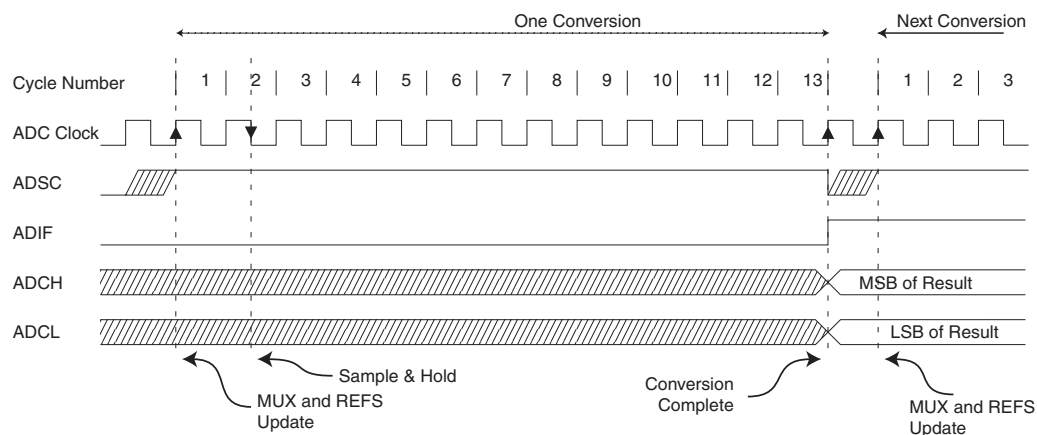 One Conversion
Next Conversion
Cycle Number 1 2 3 4 5 6 7 8 9 10 11 12 13 1 2 3
ADC Clock
ADSC
ADIF
ADCH MSB of Result
ADCL LSB of Result
Sample & Hold
MUX and REFS
Update
Conversion
Complete
MUX and REFS
Update